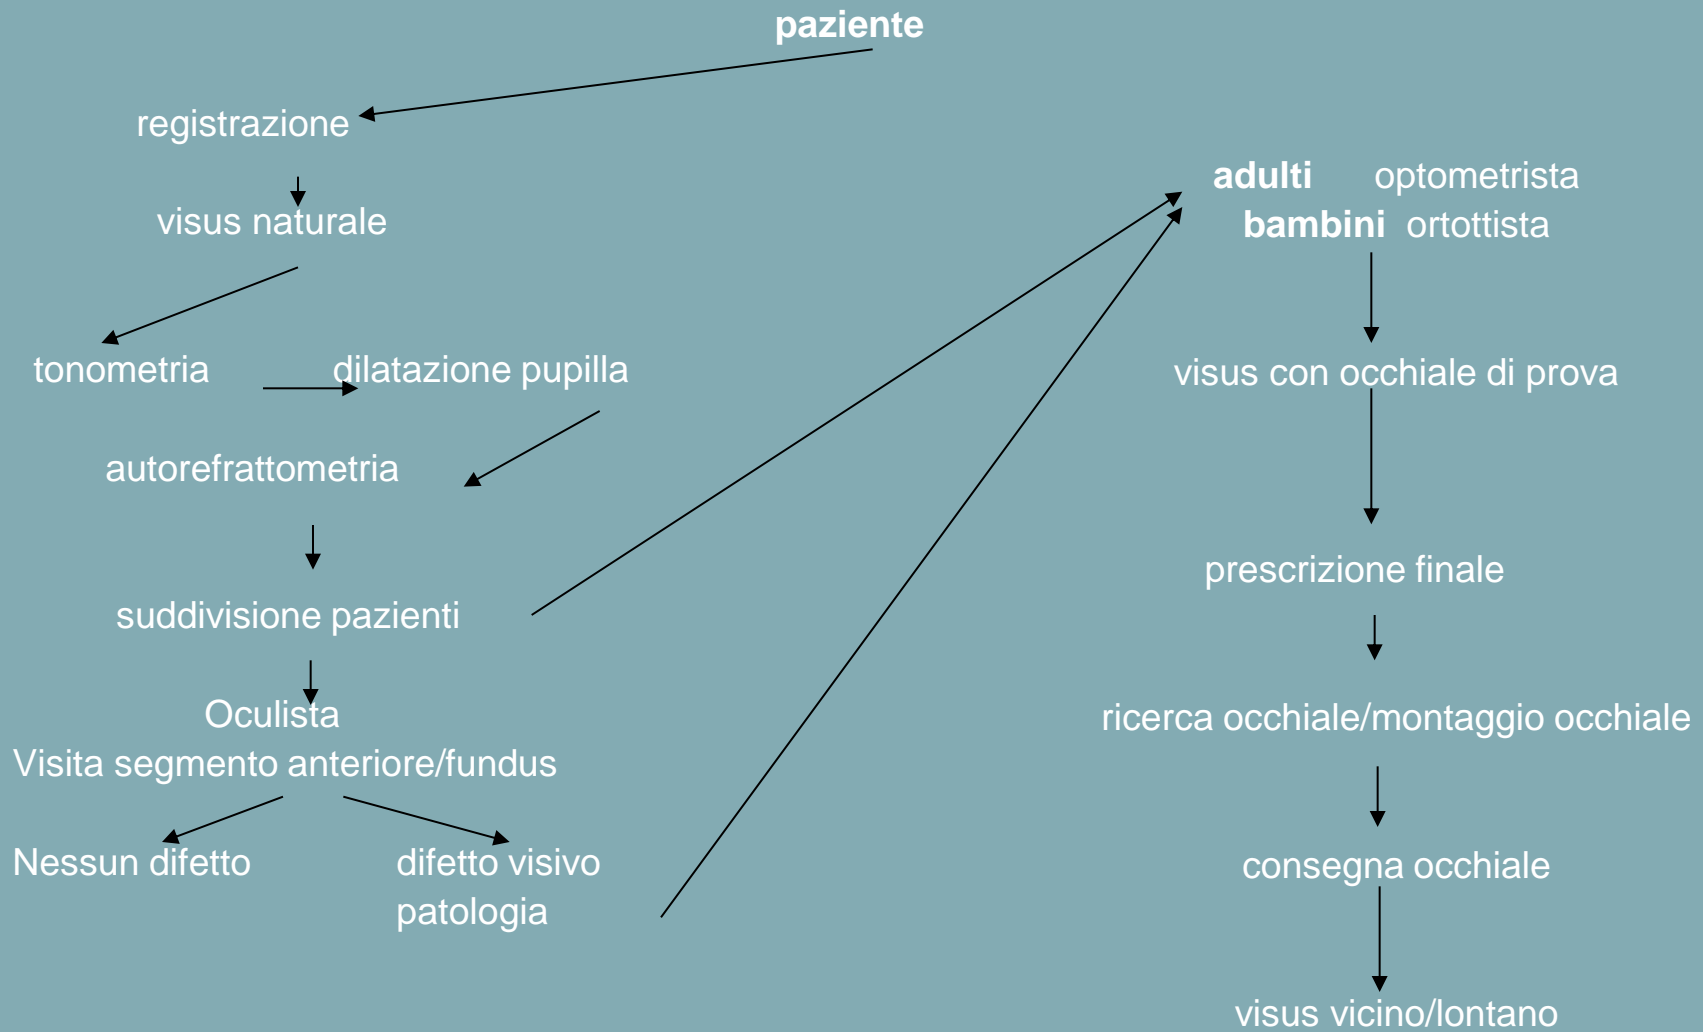 paziente
registrazione
visus naturale
tonometria
dilatazione pupilla
autorefrattometria
suddivisione pazienti
Oculista
Visita segmento anteriore/fundus
Nessun difetto
difetto visivo
patologia
adulti optometrista
bambini ortottista
visus con occhiale di prova
prescrizione finale
ricerca occhiale/montaggio occhiale
consegna occhiale
visus vicino/lontano